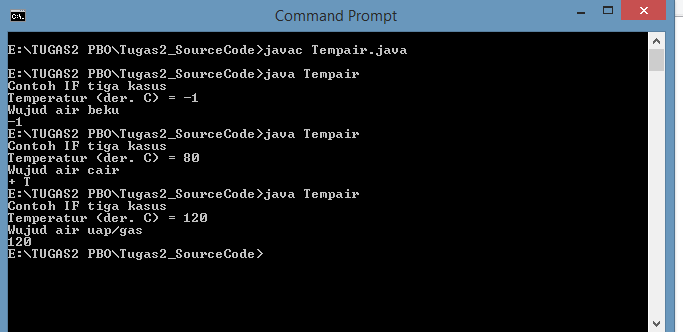 Command Prompt
E:\TUGAS2 PBO\Tugas2_SourceCode>javac Tempair.java
E:\TUGAS2 PBO\Tugas2_SourceCode>java Tempair
Contoh IF tiga kasus
Temperatur (der. C) = -1
Wujud air beku
-1
E:\TUGAS2 PBO\Tugas2_SourceCode>java Tempair
Contoh IF tiga kasus
Temperatur (der. C) = 80
Wujud air cair
+ T
E:\TUGAS2 PBO\Tugas2_SourceCode>java Tempair
Contoh IF tiga kasus
Temperatur (der. C) = 120
Wujud air uap/gas
120
E:\TUGAS2 PBO\Tugas2_SourceCode>